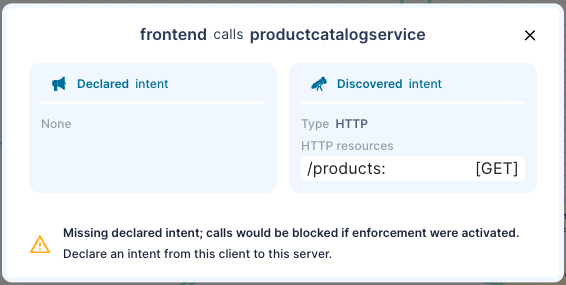 frontend calls productcatalogservice
Declared intent
None
Discovered intent
Type HTTP
HTTP resources
/products: [GET]
Missing declared intent; calls would be blocked if enforcement were activated.
Declare an intent from this client to this server.